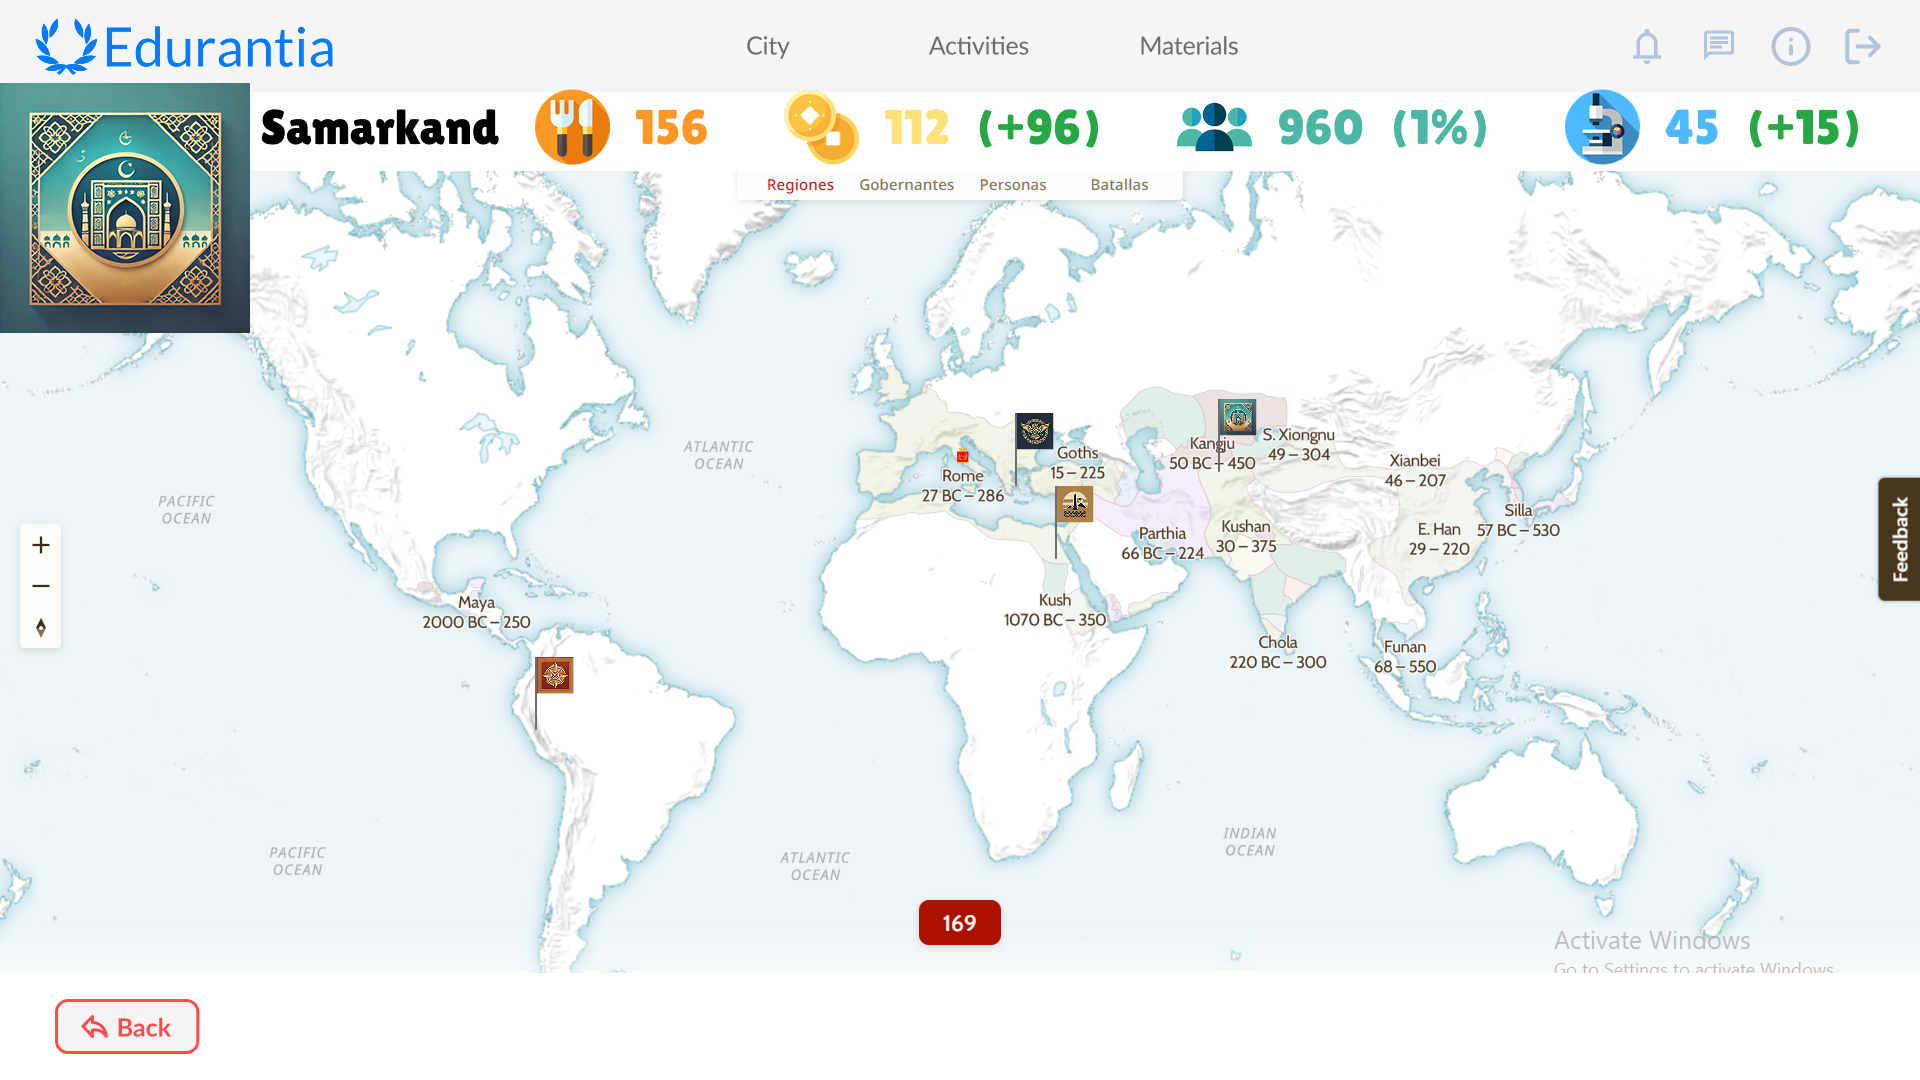 Edurantia
City
Activities
Materials
Samarkand
156
112 (+96)
960 (1%)
45 (+15)
Regiones
Gobernantes
Personas
Batallas
ATLANTIC
OCEAN
PACIFIC
OCEAN
Rome
27 BC – 286
Goths
15 – 225
Kangju
50 BC – 450
S. Xiongnu
49 – 304
Xianbei
46 – 207
Parthia
66 BC – 224
Kushan
30 – 375
E. Han
29 – 220
Silla
57 BC – 530
Maya
2000 BC – 250
Kush
1070 BC – 350
Chola
220 BC – 300
Funan
68 – 550
Feedback
+
−
PACIFIC
OCEAN
ATLANTIC
OCEAN
INDIAN
OCEAN
169
Activate Windows
Go to Settings to activate Windows.
Back